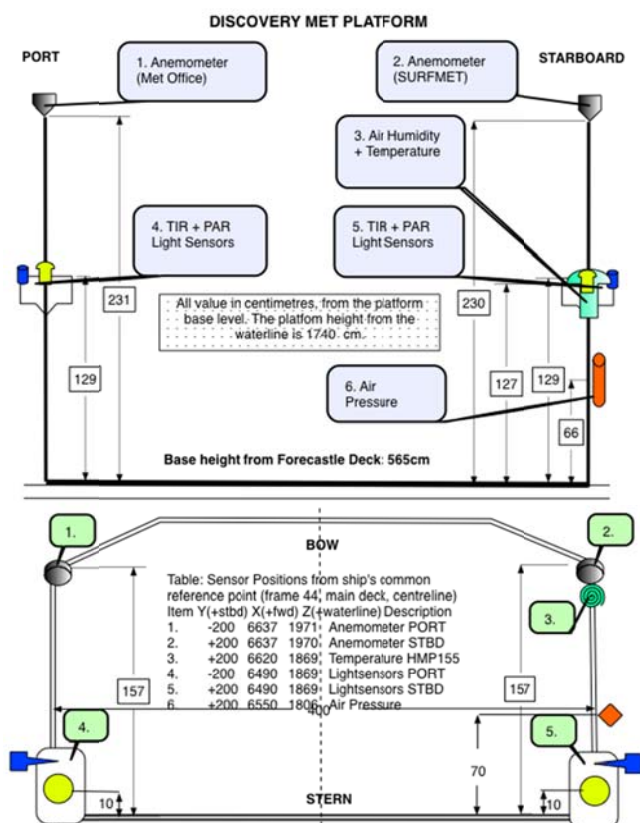 DISCOVERY MET PLATFORM
PORT
STARBOARD
1. Anemometer
(Met Office)
2. Anemometer
(SURFMET)
3. Air Humidity
+ Temperature
4. TIR + PAR
Light Sensors
5. TIR + PAR
Light Sensors
231
230
All value in centimetres, from the platform
base level. The platfom height from the
waterline is 1740 cm.
129
127
129
6. Air
Pressure
66
Base height from Forecastle Deck: 565cm
1.
2.
BOW
Table: Sensor Positions from ship's common
reference point (frame 44, main deck, centreline)
Item Y(+stbd) X(+fwd) Z(+waterline) Description
1. -200 6637 1971 Anemometer PORT
2. +200 6637 1970 Anemometer STBD
3. +200 6620 1869 Temperature HMP155
4. -200 6490 1869 Lightsensors PORT
5. +200 6490 1869 Lightsensors STBD
6. +200 6550 1806 Air Pressure
3.
157
157
400
4.
5.
70
10
10
STERN